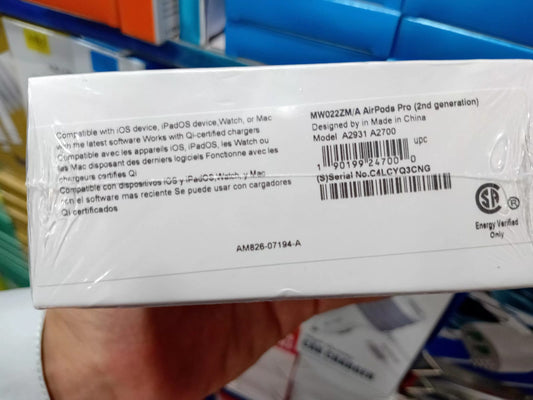 Compatible with iOS device, iPadOS device,Watch, or Mac
with me latest software Works with Qi-certified chargers
Compatible avec les appareils iOS, iPadOS, les Watch ou
les Mac disposant des derniers logiciels Fonctionne avec les
chargeurs certifies Qi
Compatible con dispositivos iOS y iPadOS,Watch, y Mac
con el software mas reciente Se puede usar con cargadores
Qi certificados
AM826-07194-A
MW022ZM/A AirPods Pro (2nd generation)
Designed by in Made in China
Model A2931 A2700
upc
1 90199 24700 0
(S)Serial No.C4LCYQ3CNG
SA
Energy Verified
Only